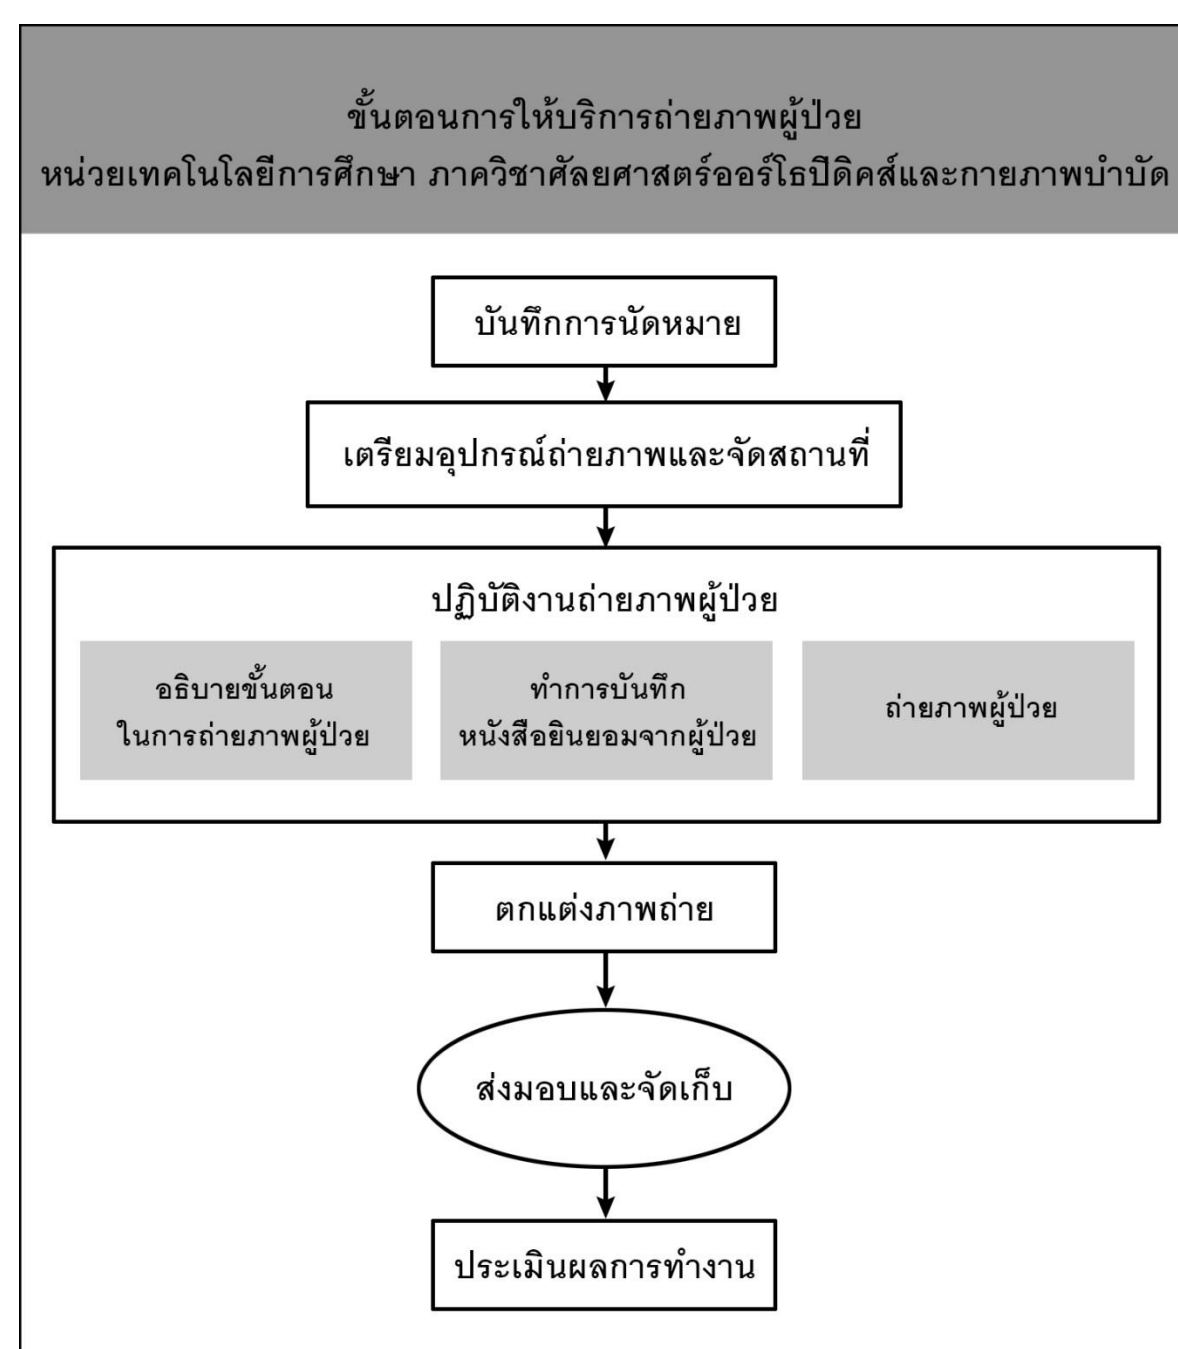 ขั้นตอนการให้บริการถ่ายภาพผู้ป่วย
หน่วยเทคโนโลยีการศึกษา ภาควิชาศัลยศาสตร์ออร์โธปีดิคส์และกายภาพบำบัด
บันทึกการนัดหมาย
เตรียมอุปกรณ์ถ่ายภาพและจัดสถานที่
ปฏิบัติงานถ่ายภาพผู้ป่วย
อธิบายขั้นตอน
ในการถ่ายภาพผู้ป่วย
ทำการบันทึก
หนังสือยินยอมจากผู้ป่วย
ถ่ายภาพผู้ป่วย
ตกแต่งภาพถ่าย
ส่งมอบและจัดเก็บ
ประเมินผลการทำงาน